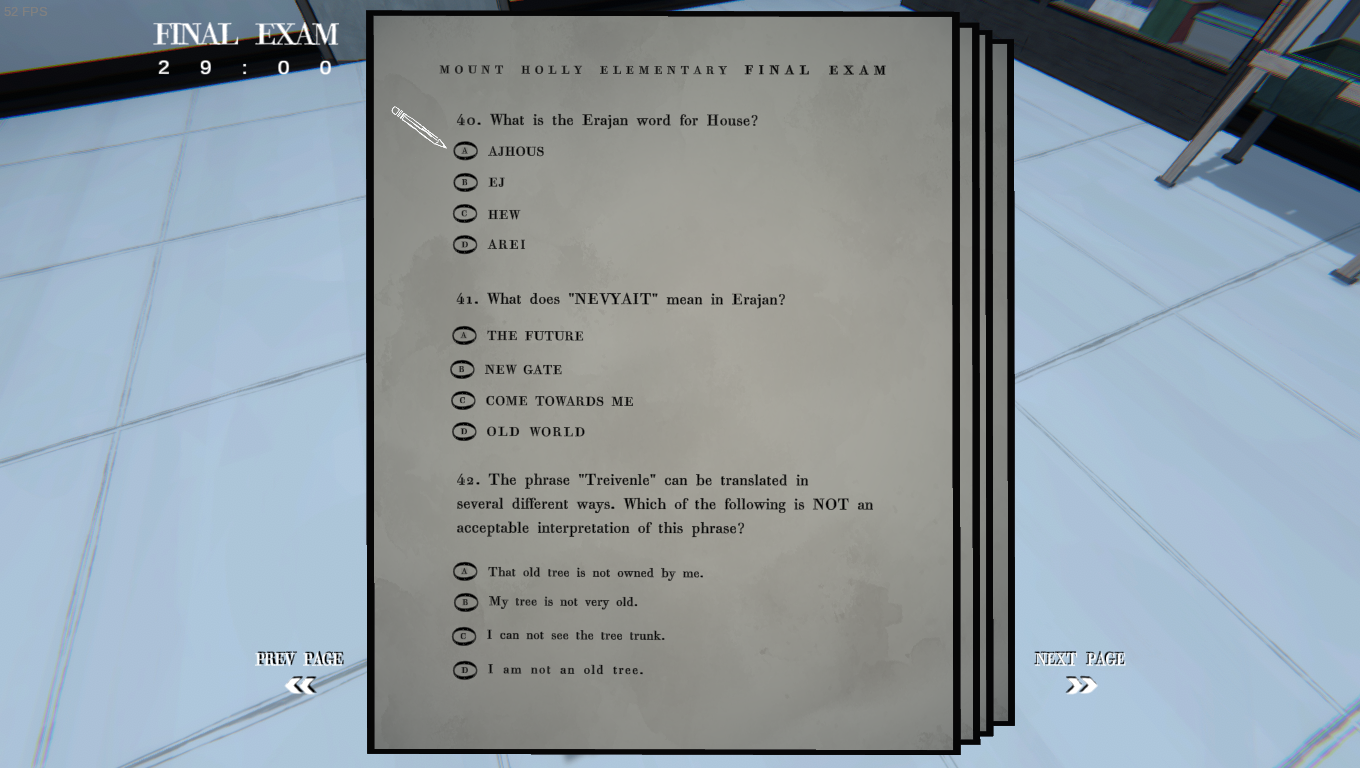 52 FPS
FINAL EXAM
29:00
MOUNT HOLLY ELEMENTARY FINAL EXAM
40. What is the Erajan word for House?
A AJHOUS
B EJ
C HEW
D AREI
41. What does "NEVYAIT" mean in Erajan?
A THE FUTURE
B NEW GATE
C COME TOWARDS ME
D OLD WORLD
42. The phrase "Treivenle" can be translated in
several different ways. Which of the following is NOT an
acceptable interpretation of this phrase?
A That old tree is not owned by me.
B My tree is not very old.
C I can not see the tree trunk.
D I am not an old tree.
PREV PAGE
NEXT PAGE